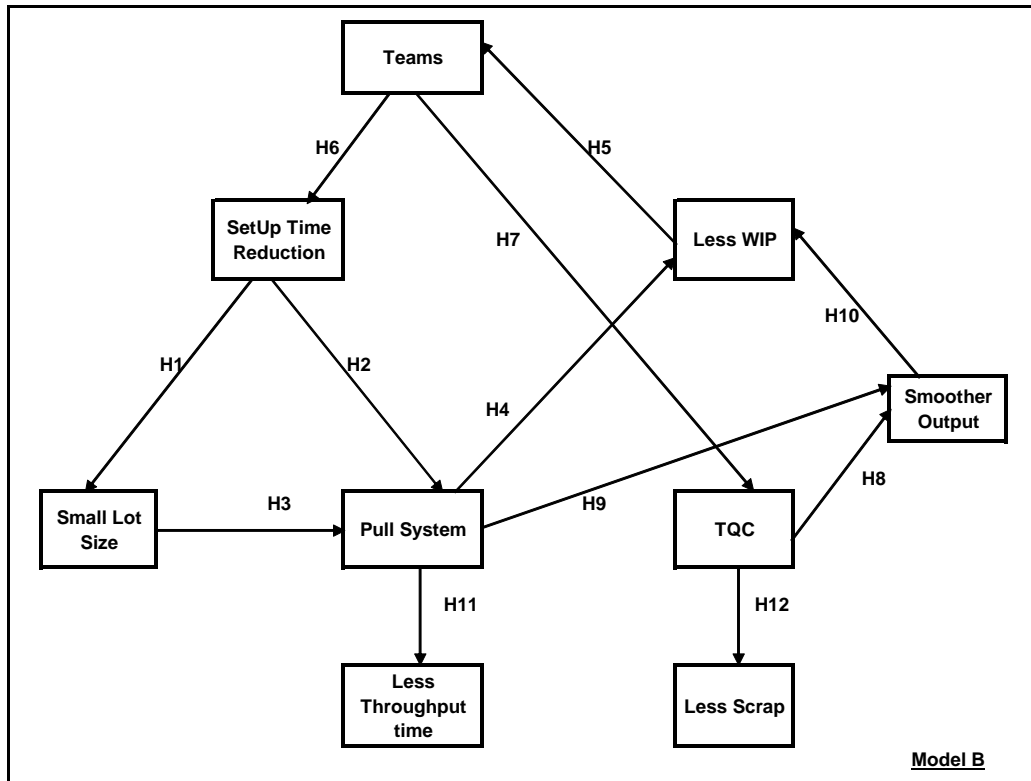 Teams
H6
H5
SetUp Time
Reduction
H7
Less WIP
H10
H1
H2
H4
Smoother
Output
H8
Small Lot
Size
H3
Pull System
H9
TQC
H11
H12
Less
Throughput
time
Less Scrap
Model B